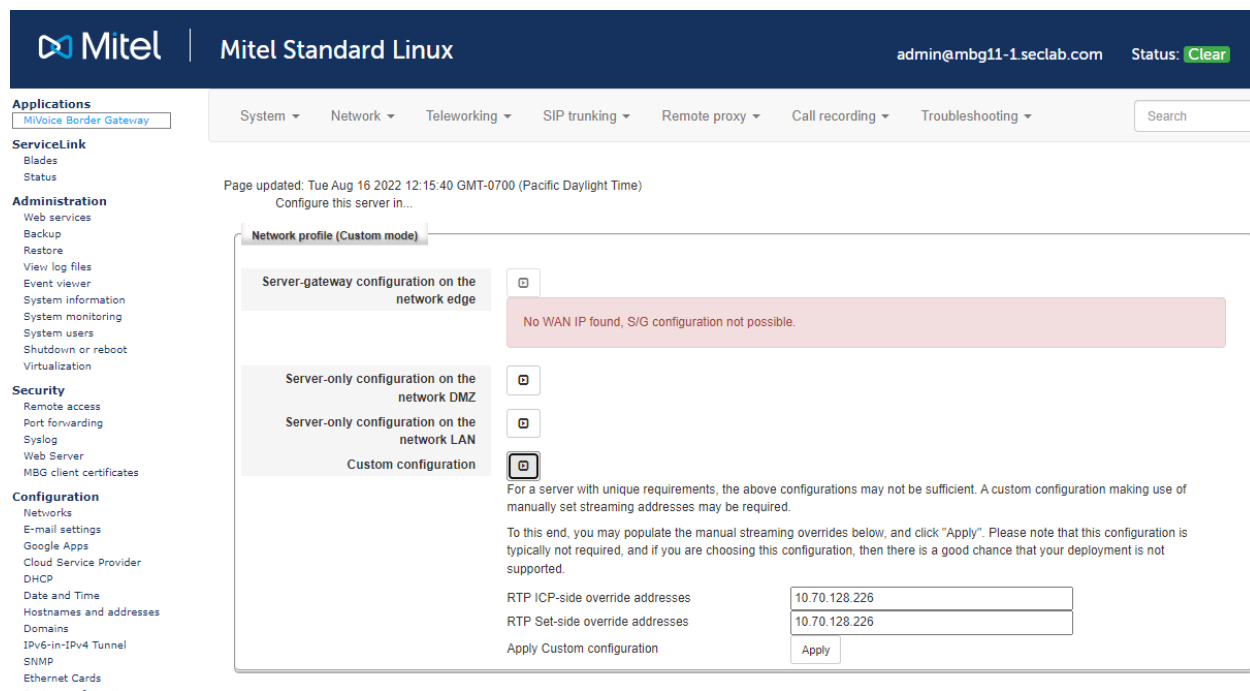 Mitel
Mitel Standard Linux
admin@mbg11-1.seclab.com Status: Clear
Applications
MiVoice Border Gateway
ServiceLink
Blades
Status
Administration
Web services
Backup
Restore
View log files
Event viewer
System information
System monitoring
System users
Shutdown or reboot
Virtualization
Security
Remote access
Port forwarding
Syslog
Web Server
MBG client certificates
Configuration
Networks
E-mail settings
Google Apps
Cloud Service Provider
DHCP
Date and Time
Hostnames and addresses
Domains
IPv6-in-IPv4 Tunnel
SNMP
Ethernet Cards
System Network Teleworking SIP trunking Remote proxy Call recording Troubleshooting Search
Page updated: Tue Aug 16 2022 12:15:40 GMT-0700 (Pacific Daylight Time)
Configure this server in...
Network profile (Custom mode)
Server-gateway configuration on the
network edge
No WAN IP found, S/G configuration not possible.
Server-only configuration on the
network DMZ
Server-only configuration on the
network LAN
Custom configuration
For a server with unique requirements, the above configurations may not be sufficient. A custom configuration making use of
manually set streaming addresses may be required.
To this end, you may populate the manual streaming overrides below, and click "Apply". Please note that this configuration is
typically not required, and if you are choosing this configuration, then there is a good chance that your deployment is not
supported.
RTP ICP-side override addresses 10.70.128.226
RTP Set-side override addresses 10.70.128.226
Apply Custom configuration Apply